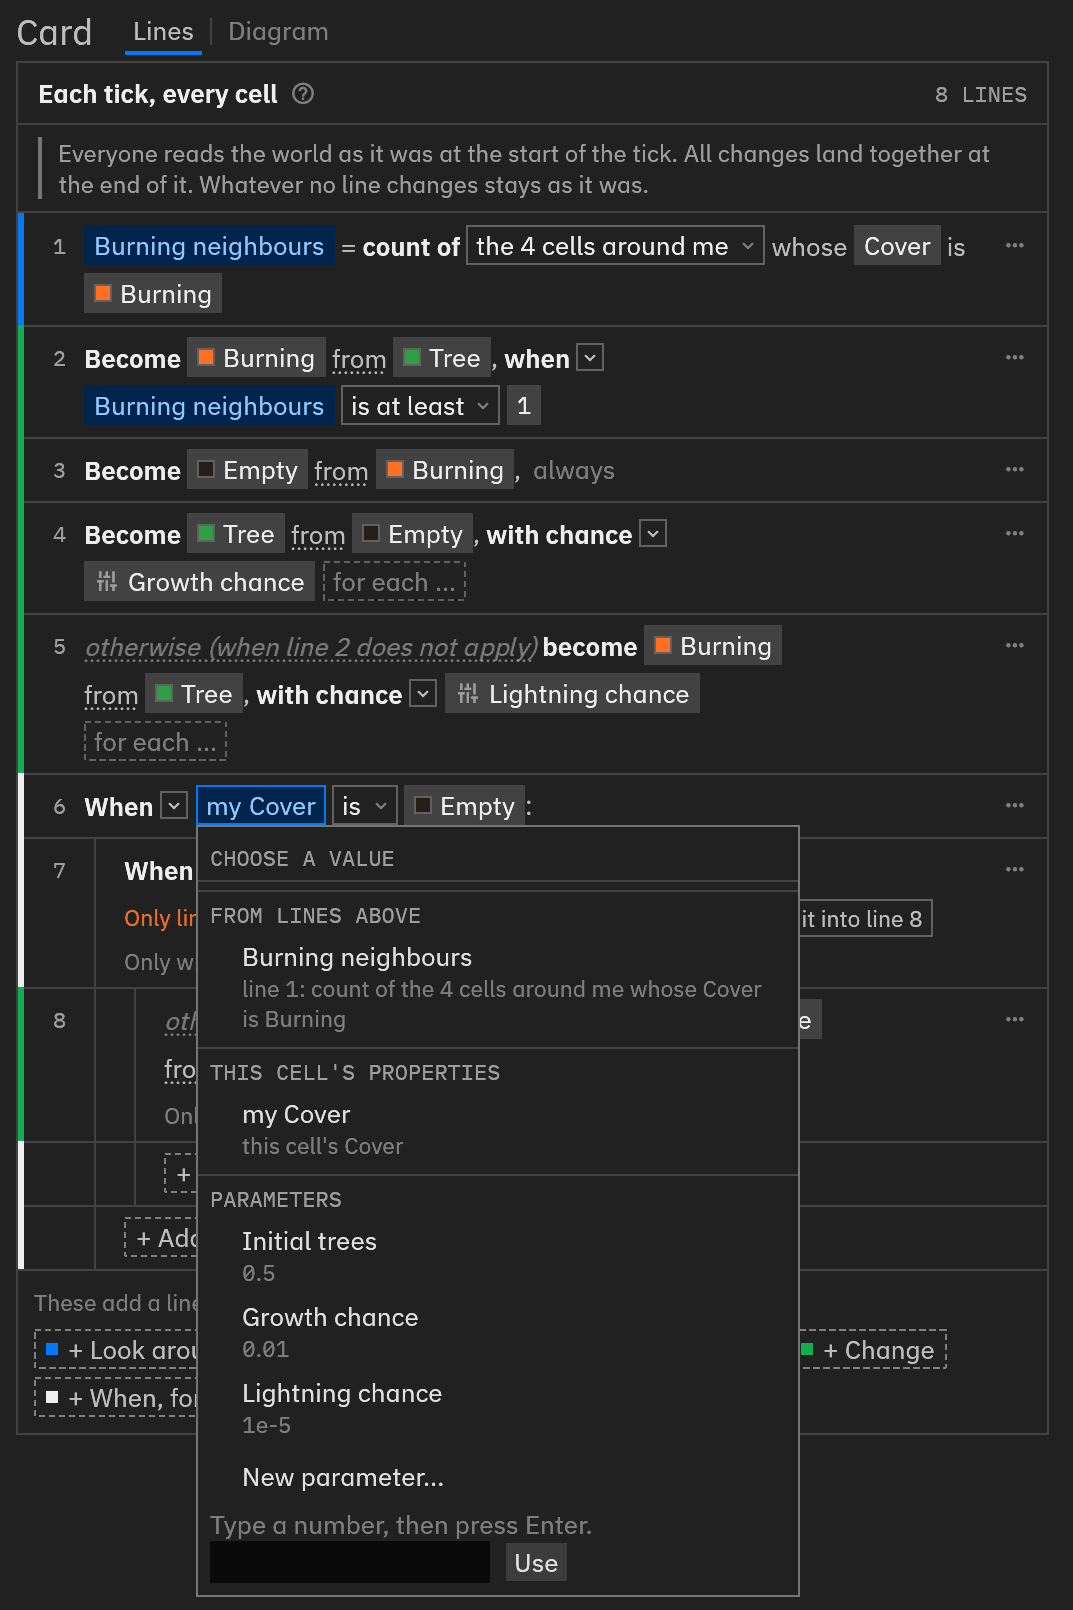 Card Lines Diagram
Each tick, every cell ? 8 LINES
Everyone reads the world as it was at the start of the tick. All changes land together at
the end of it. Whatever no line changes stays as it was.
1 Burning neighbours = count of the 4 cells around me whose Cover is ...
Burning
2 Become Burning from Tree , when ...
Burning neighbours is at least 1
3 Become Empty from Burning , always ...
4 Become Tree from Empty , with chance ...
Growth chance for each ...
5 otherwise (when line 2 does not apply) become Burning ...
from Tree , with chance Lightning chance
for each ...
6 When my Cover is Empty : ...
CHOOSE A VALUE
7 When ...
FROM LINES ABOVE
Only it into line 8
Burning neighbours
Only
line 1: count of the 4 cells around me whose Cover
is Burning
8 ...
THIS CELL'S PROPERTIES
my Cover
this cell's Cover
+
PARAMETERS
+ Add
Initial trees
0.5
These add a line
Growth chance
0.01
+ Look + Change
Lightning chance
+ When,
1e-5
New parameter...
Type a number, then press Enter.
Use